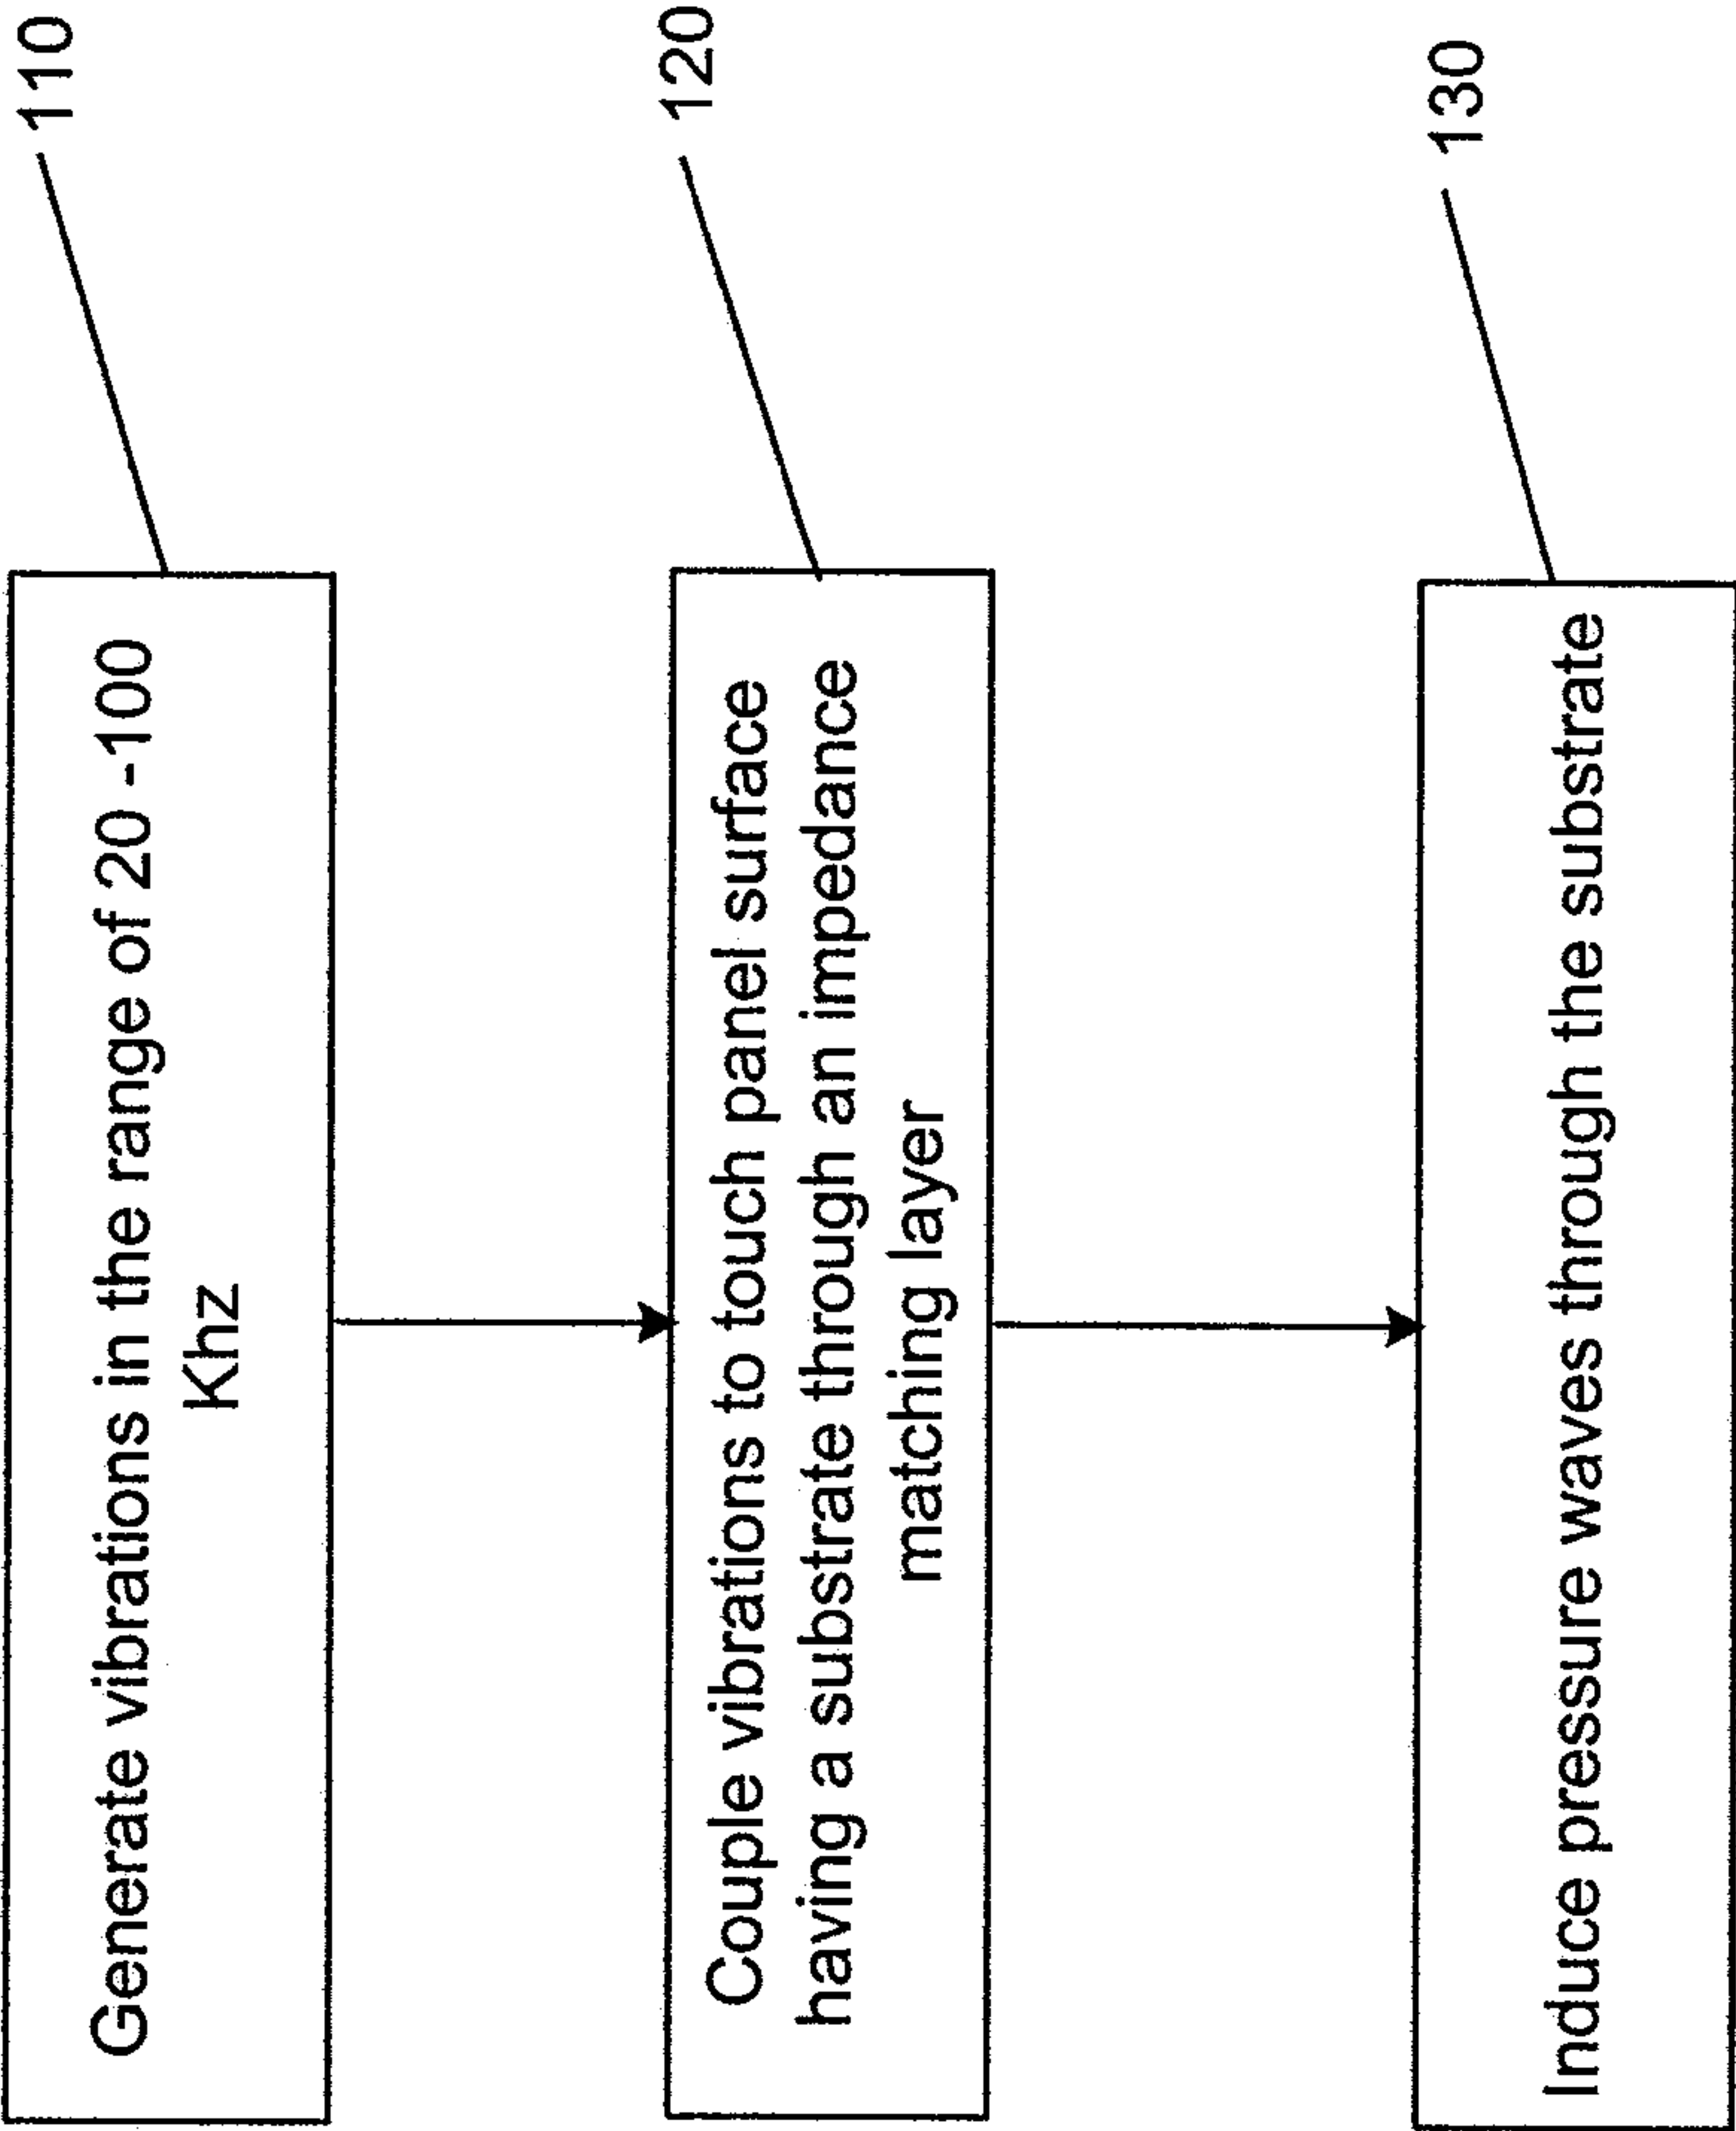 Generate vibrations in the range of 20 -100
Khz
110
Couple vibrations to touch panel surface
having a substrate through an impedance
matching layer
120
Induce pressure waves through the substrate
130